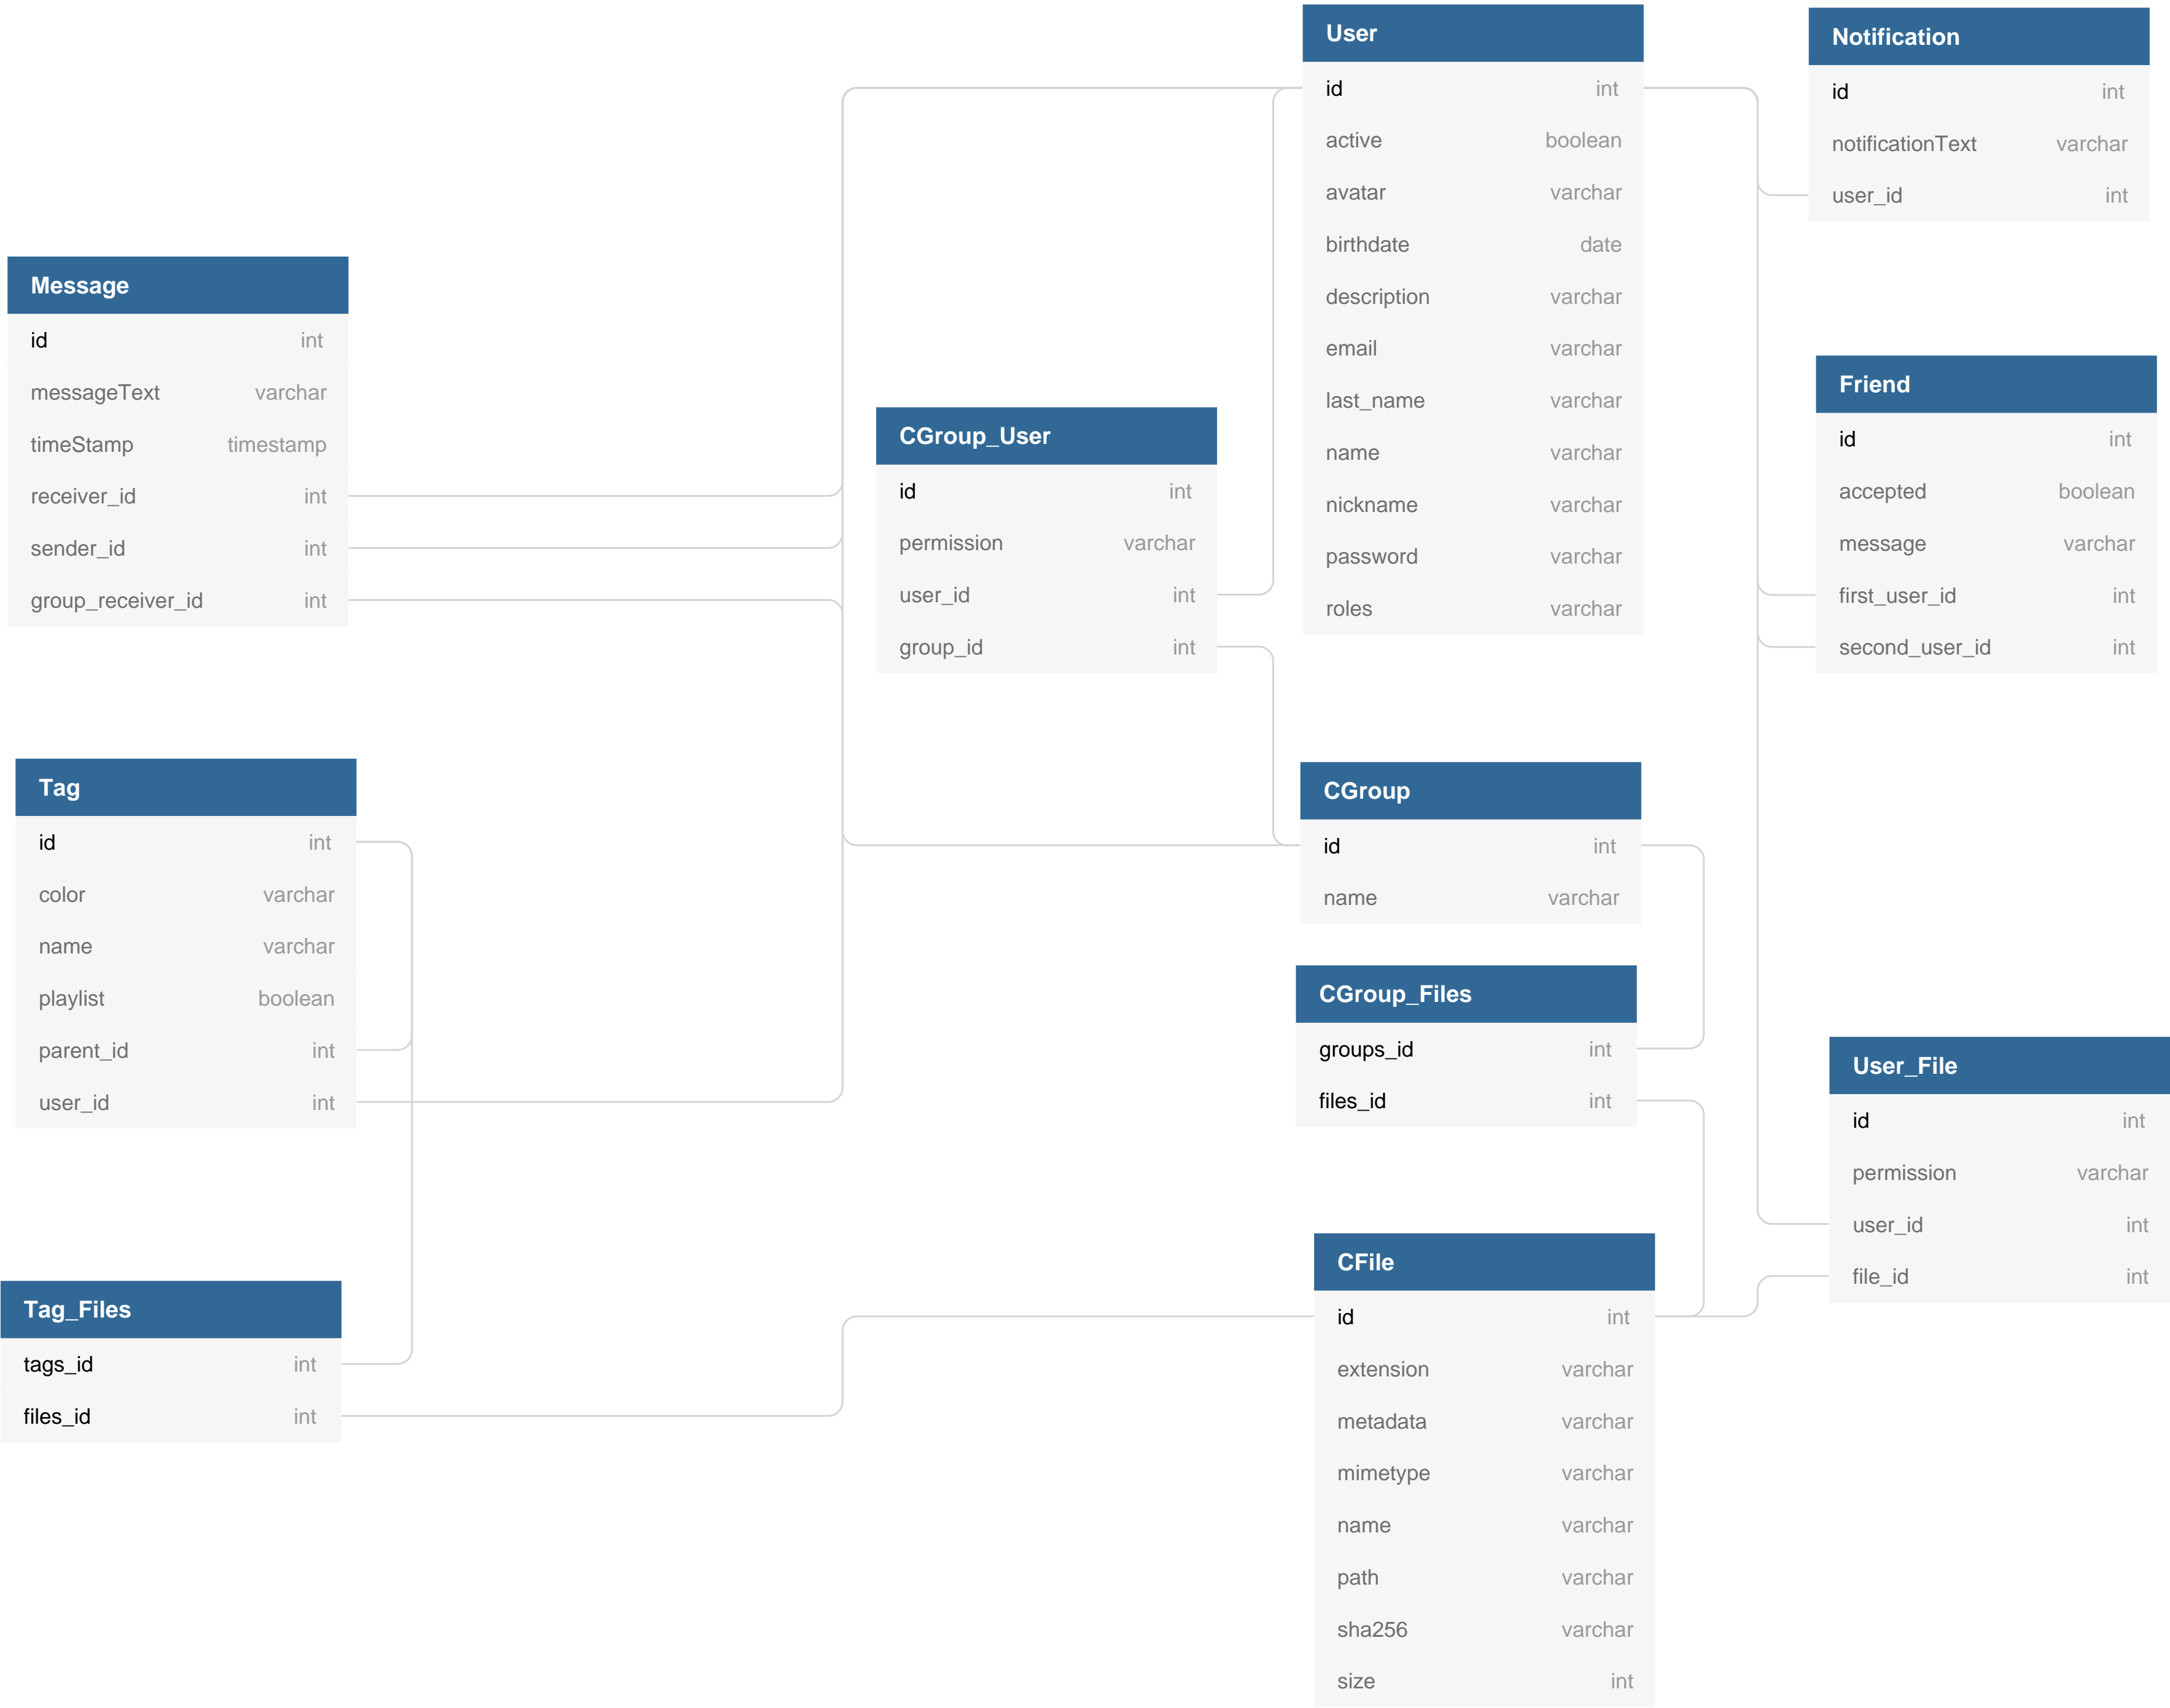 User
id int
active boolean
avatar varchar
birthdate date
description varchar
email varchar
last_name varchar
name varchar
nickname varchar
password varchar
roles varchar
Notification
id int
notificationText varchar
user_id int
Message
id int
messageText varchar
timeStamp timestamp
receiver_id int
sender_id int
group_receiver_id int
CGroup_User
id int
permission varchar
user_id int
group_id int
Friend
id int
accepted boolean
message varchar
first_user_id int
second_user_id int
Tag
id int
color varchar
name varchar
playlist boolean
parent_id int
user_id int
CGroup
id int
name varchar
CGroup_Files
groups_id int
files_id int
User_File
id int
permission varchar
user_id int
file_id int
Tag_Files
tags_id int
files_id int
CFile
id int
extension varchar
metadata varchar
mimetype varchar
name varchar
path varchar
sha256 varchar
size int